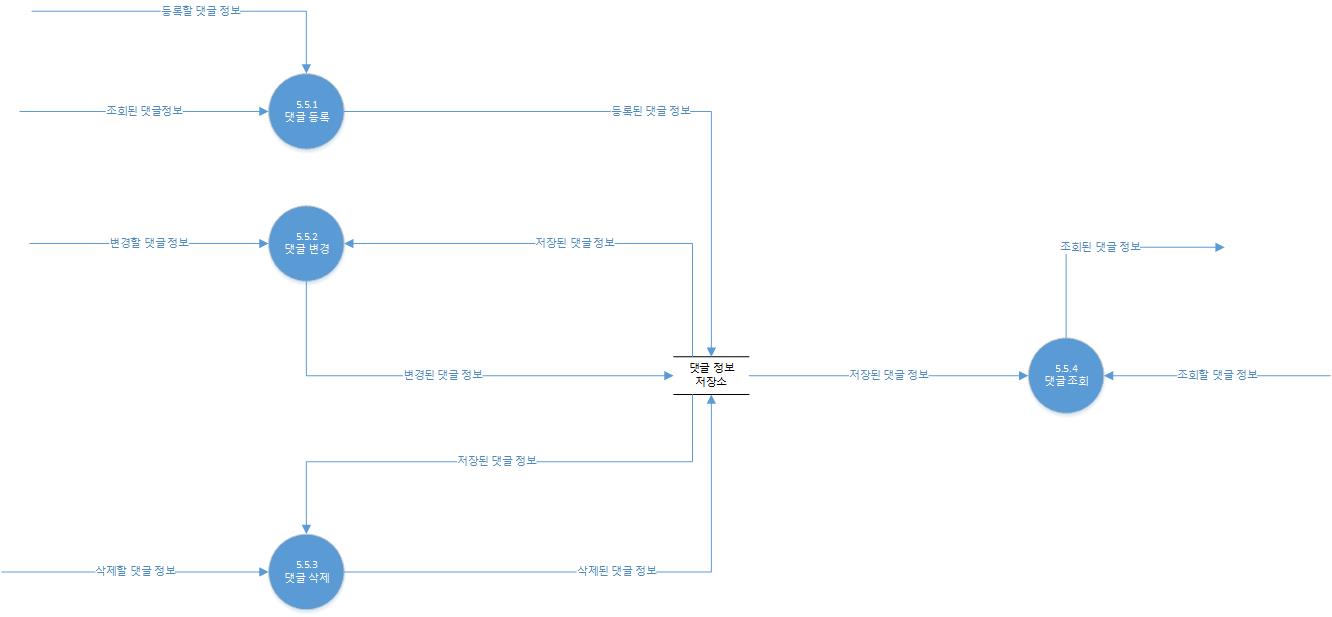 등록할 댓글 정보
조회된 댓글정보
5.5.1
댓글 등록
등록된 댓글 정보
변경할 댓글 정보
5.5.2
댓글 변경
저장된 댓글 정보
조회된 댓글 정보
변경된 댓글 정보
댓글 정보
저장소
저장된 댓글 정보
5.5.4
댓글 조회
조회할 댓글 정보
저장된 댓글 정보
삭제할 댓글 정보
5.5.3
댓글 삭제
삭제된 댓글 정보